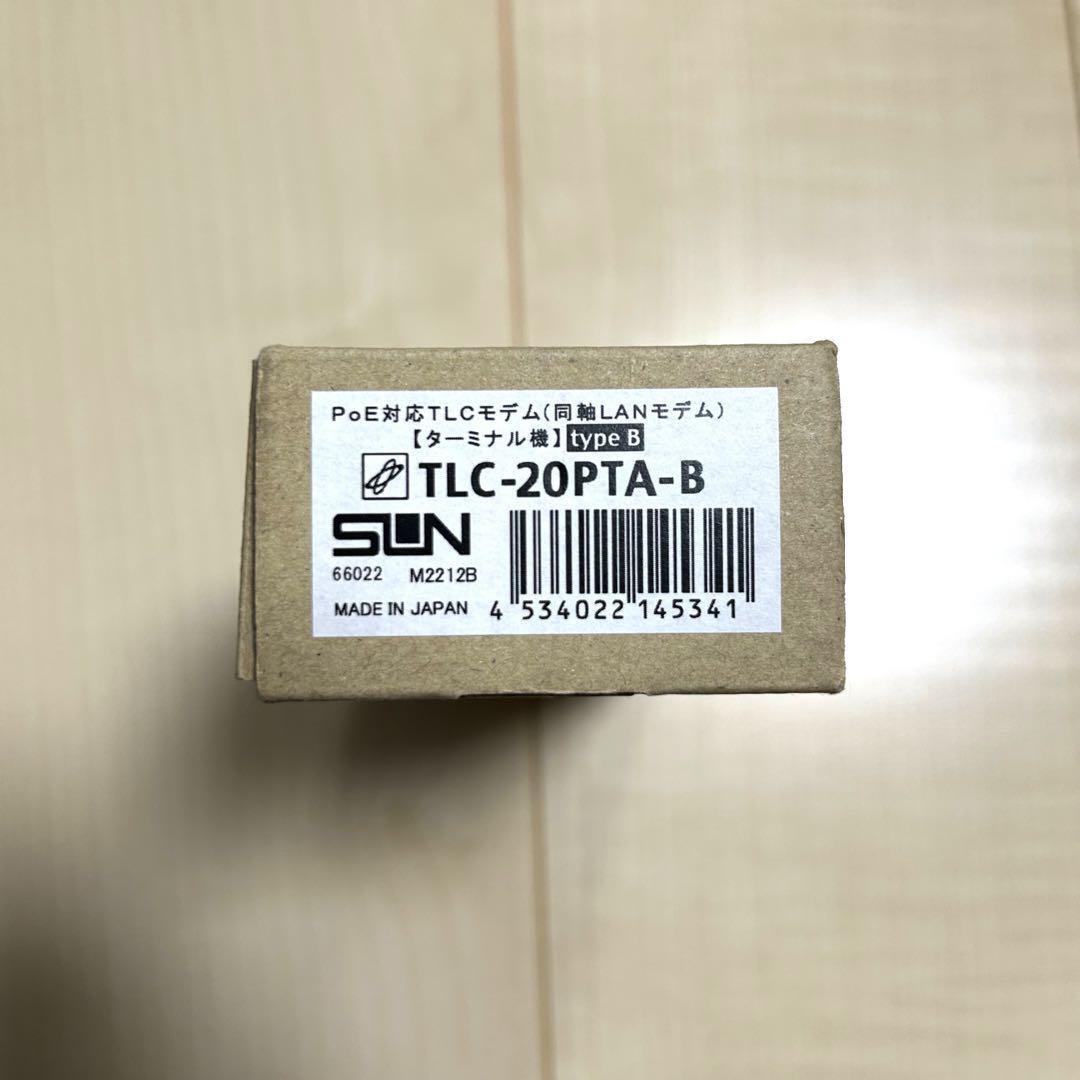 PoE対応TLCモデム(同軸LANモデム)
【ターミナル機】type B
TLC-20PTA-B
SUN
66022 M2212B
MADE IN JAPAN
4 534022 145341